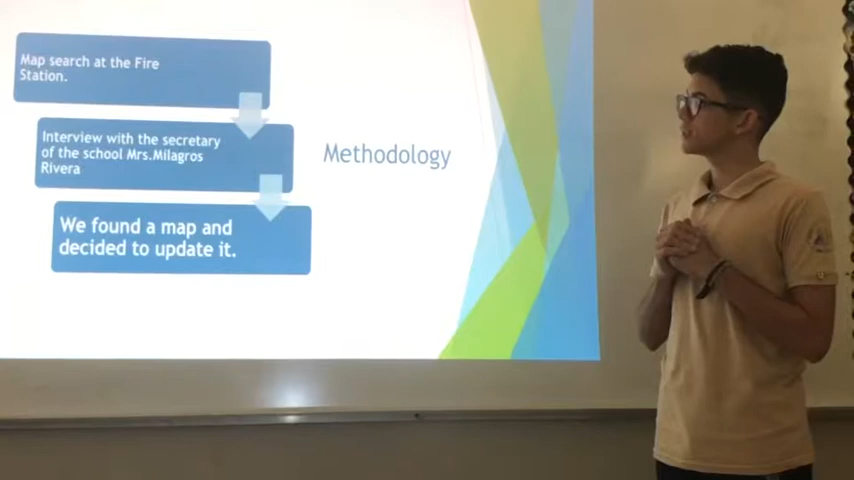 Map search at the Fire
Station.
Interview with the secretary
of the school Mrs.Milagros
Rivera
We found a map and
decided to update it.
Methodology